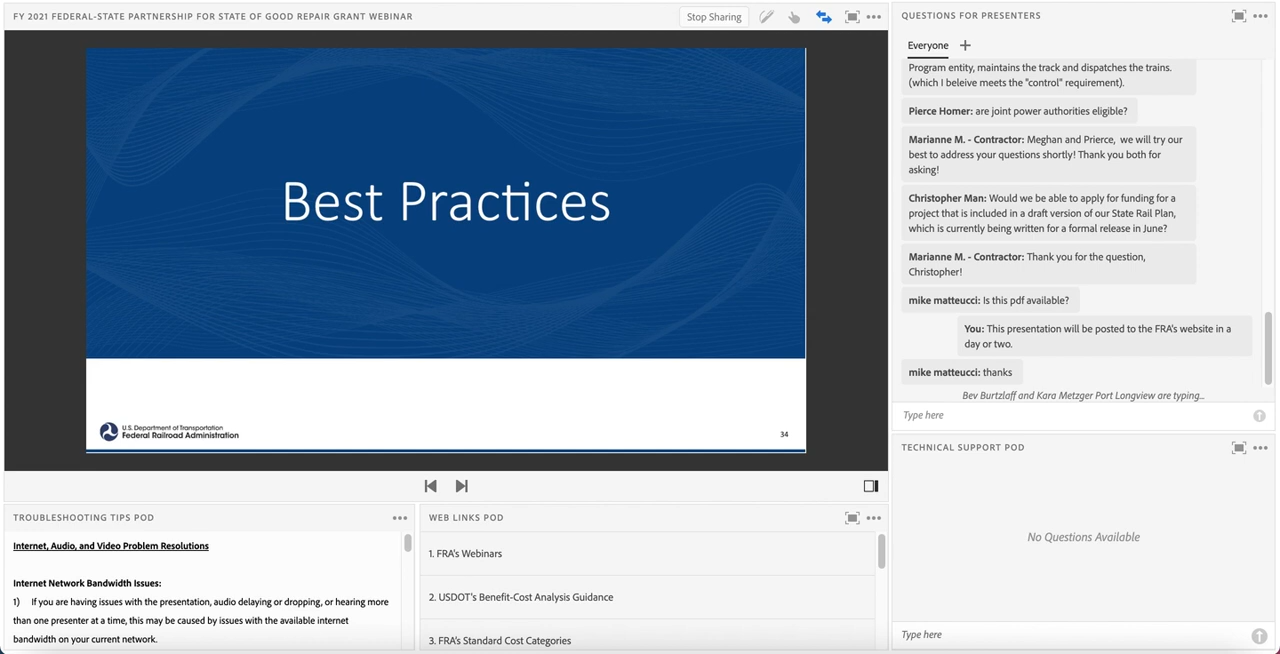 FY 2021 FEDERAL-STATE PARTNERSHIP FOR STATE OF GOOD REPAIR GRANT WEBINAR
Stop Sharing
Best Practices
U.S. Department of Transportation
Federal Railroad Administration
34
TROUBLESHOOTING TIPS POD
Internet, Audio, and Video Problem Resolutions
Internet Network Bandwidth Issues:
1) If you are having issues with the presentation, audio delaying or dropping, or hearing more
than one presenter at a time, this may be caused by issues with the available internet
bandwidth on your current network.
WEB LINKS POD
1. FRA's Webinars
2. USDOT's Benefit-Cost Analysis Guidance
3. FRA's Standard Cost Categories
QUESTIONS FOR PRESENTERS
Everyone
Program entity, maintains the track and dispatches the trains.
(which I beleive meets the "control" requirement).
Pierce Homer: are joint power authorities eligible?
Marianne M. - Contractor: Meghan and Prierce, we will try our
best to address your questions shortly! Thank you both for
asking!
Christopher Man: Would we be able to apply for funding for a
project that is included in a draft version of our State Rail Plan,
which is currently being written for a formal release in June?
Marianne M. - Contractor: Thank you for the question,
Christopher!
mike matteucci: Is this pdf available?
You: This presentation will be posted to the FRA's website in a
day or two.
mike matteucci: thanks
Bev Burtzlaff and Kara Metzger Port Longview are typing...
Type here
TECHNICAL SUPPORT POD
No Questions Available
Type here